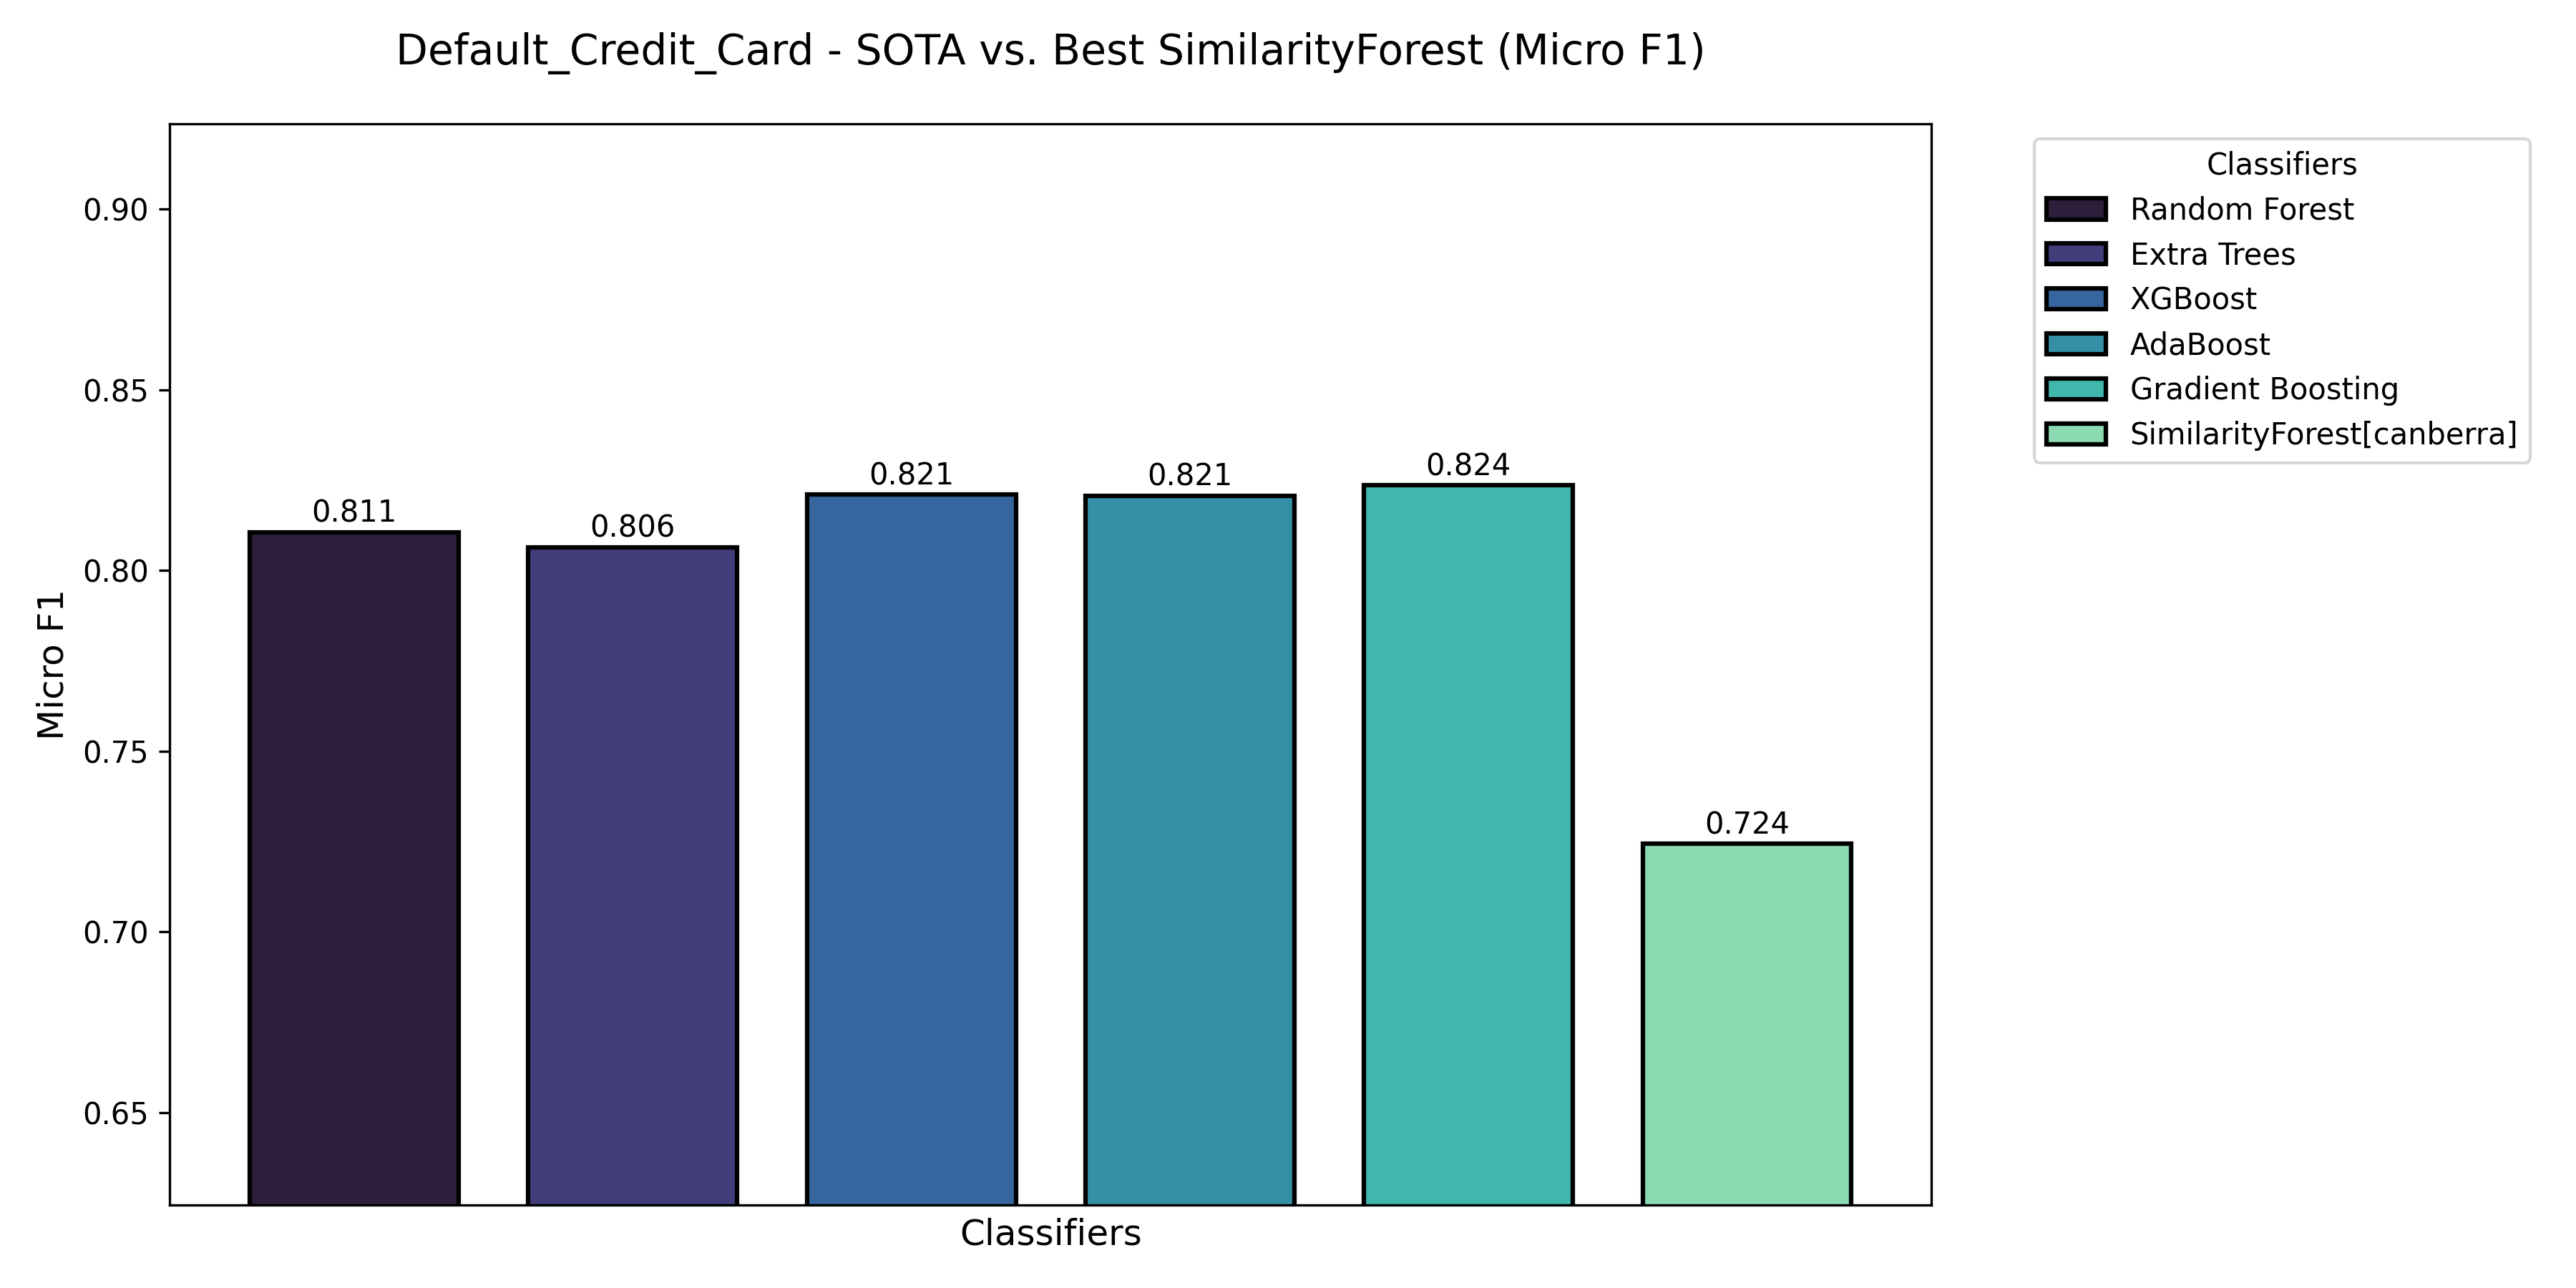 Default_Credit_Card - SOTA vs. Best SimilarityForest (Micro F1)
Micro F1
0.90
0.85
0.80
0.75
0.70
0.65
0.811
0.806
0.821
0.821
0.824
0.724
Classifiers
Classifiers
Random Forest
Extra Trees
XGBoost
AdaBoost
Gradient Boosting
SimilarityForest[canberra]